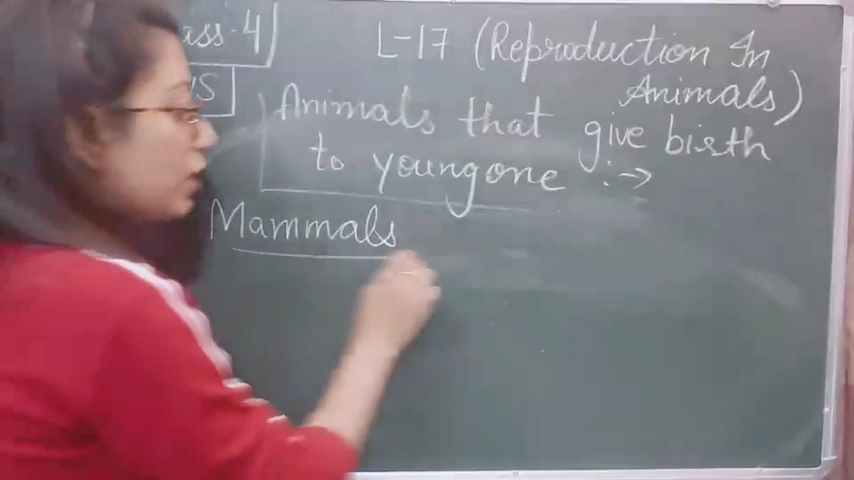 ass-4
L-17 (Reproduction In
Animals)
Animals that give birth
to youngone :→
Mammals